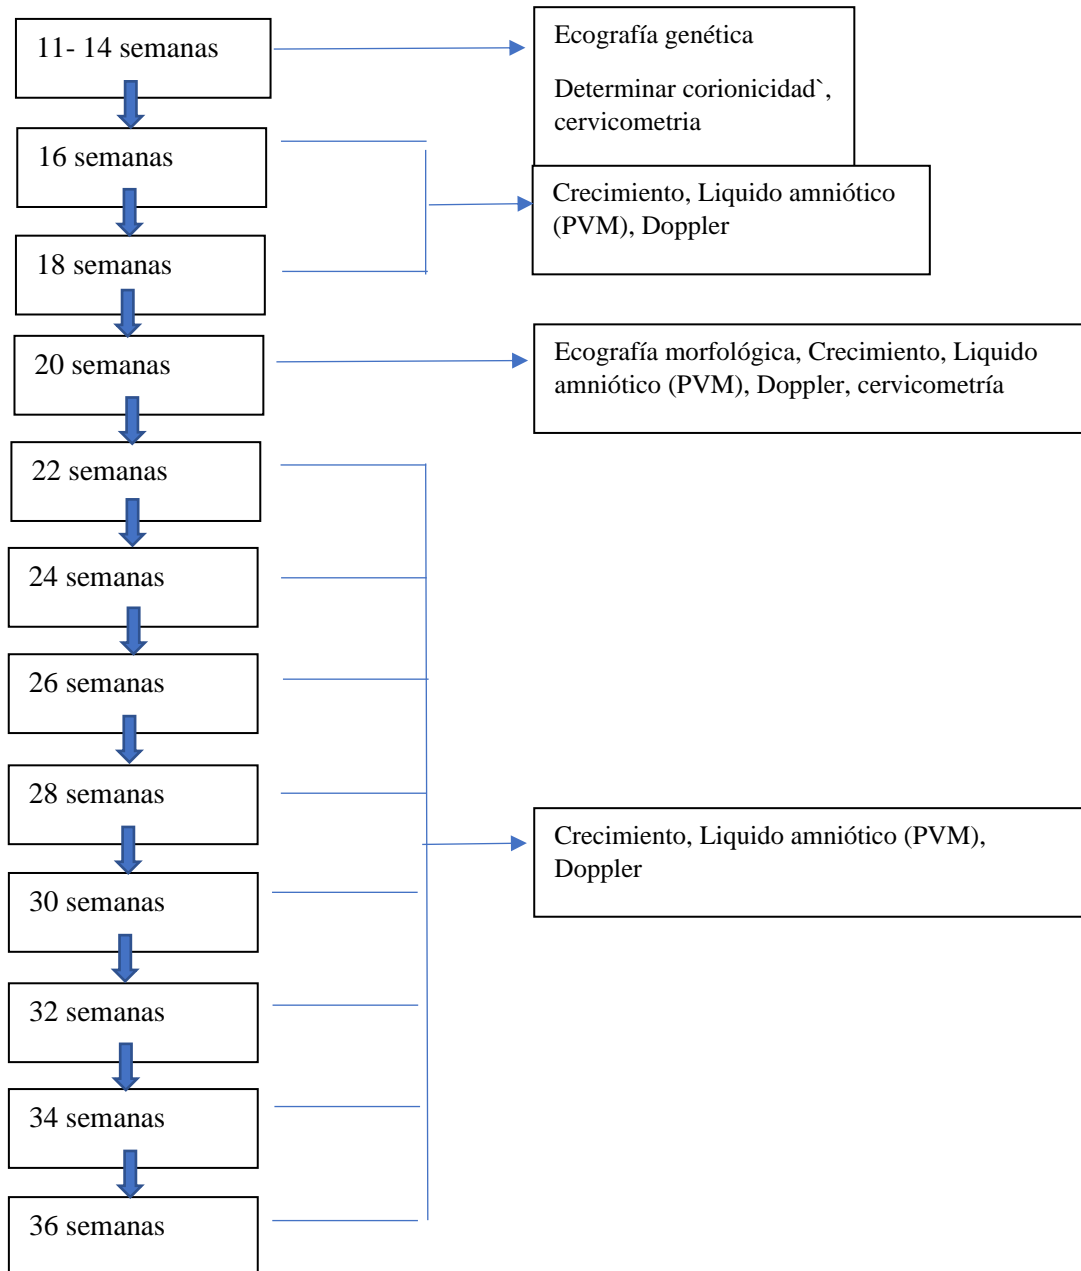 11- 14 semanas
Ecografía genética
Determinar corionicidad`,
cervicometria
16 semanas
Crecimiento, Liquido amniótico
(PVM), Doppler
18 semanas
20 semanas
Ecografía morfológica, Crecimiento, Liquido
amniótico (PVM), Doppler, cervicometría
22 semanas
24 semanas
26 semanas
28 semanas
Crecimiento, Liquido amniótico (PVM),
Doppler
30 semanas
32 semanas
34 semanas
36 semanas